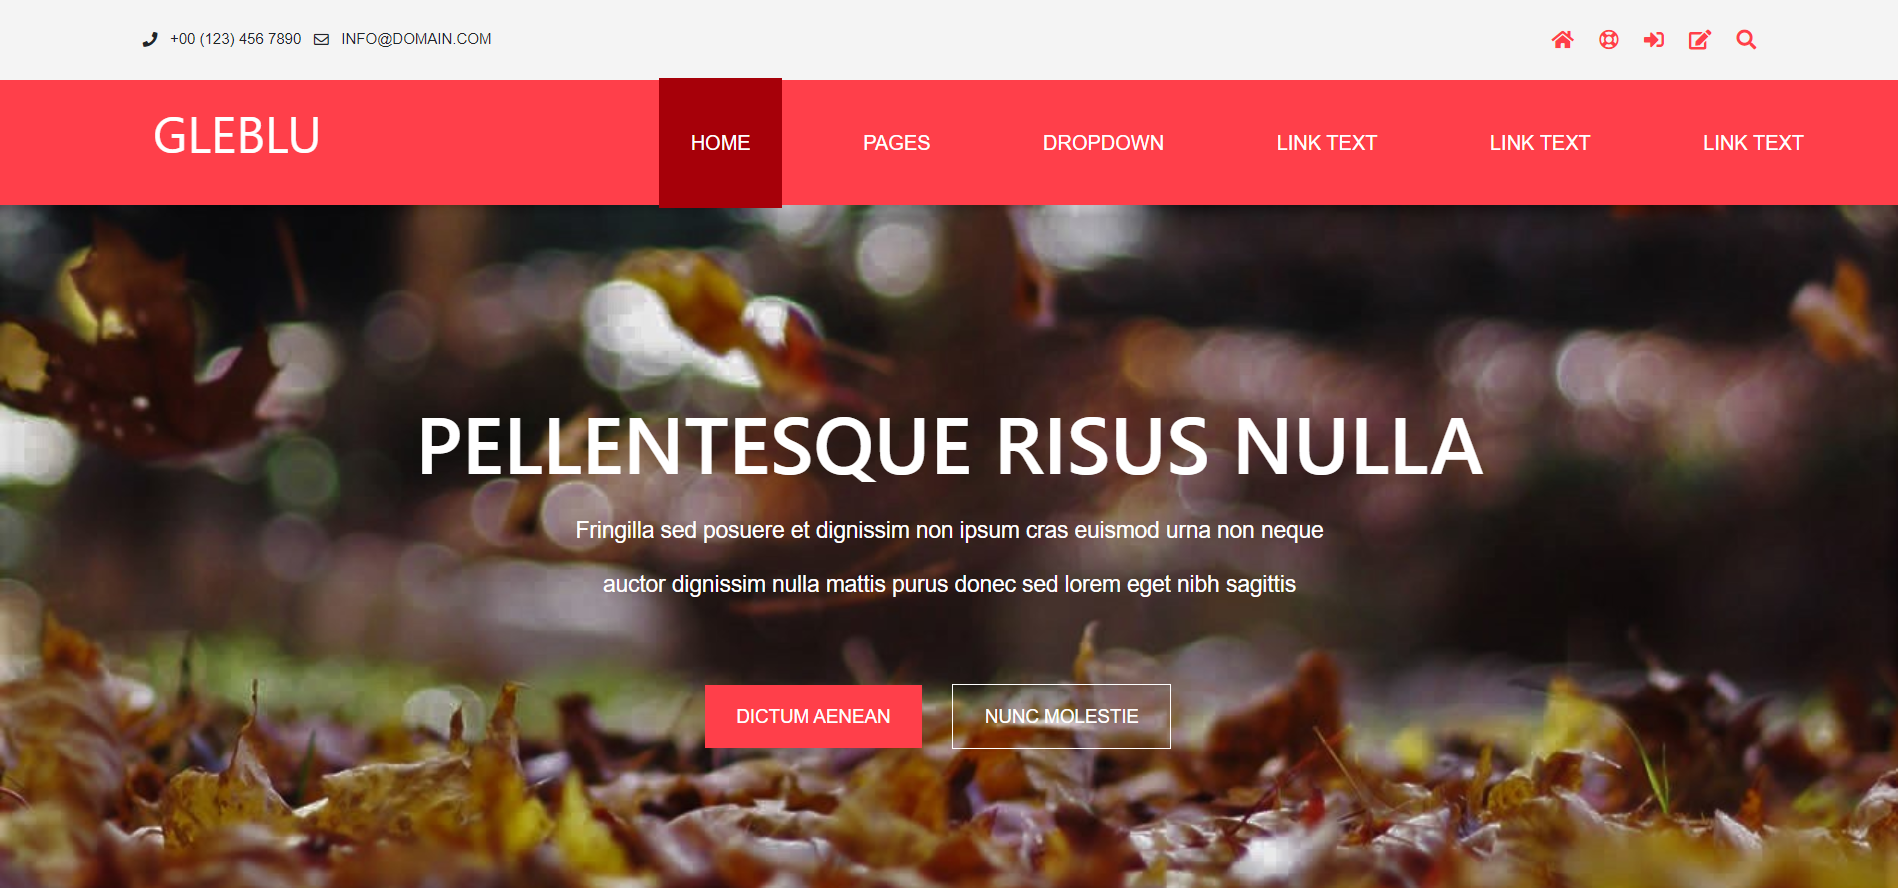 +00 (123) 456 7890 INFO@DOMAIN.COM
GLEBLU
HOME PAGES DROPDOWN LINK TEXT LINK TEXT LINK TEXT
PELLENTESQUE RISUS NULLA
Fringilla sed posuere et dignissim non ipsum cras euismod urna non neque
auctor dignissim nulla mattis purus donec sed lorem eget nibh sagittis
DICTUM AENEAN NUNC MOLESTIE